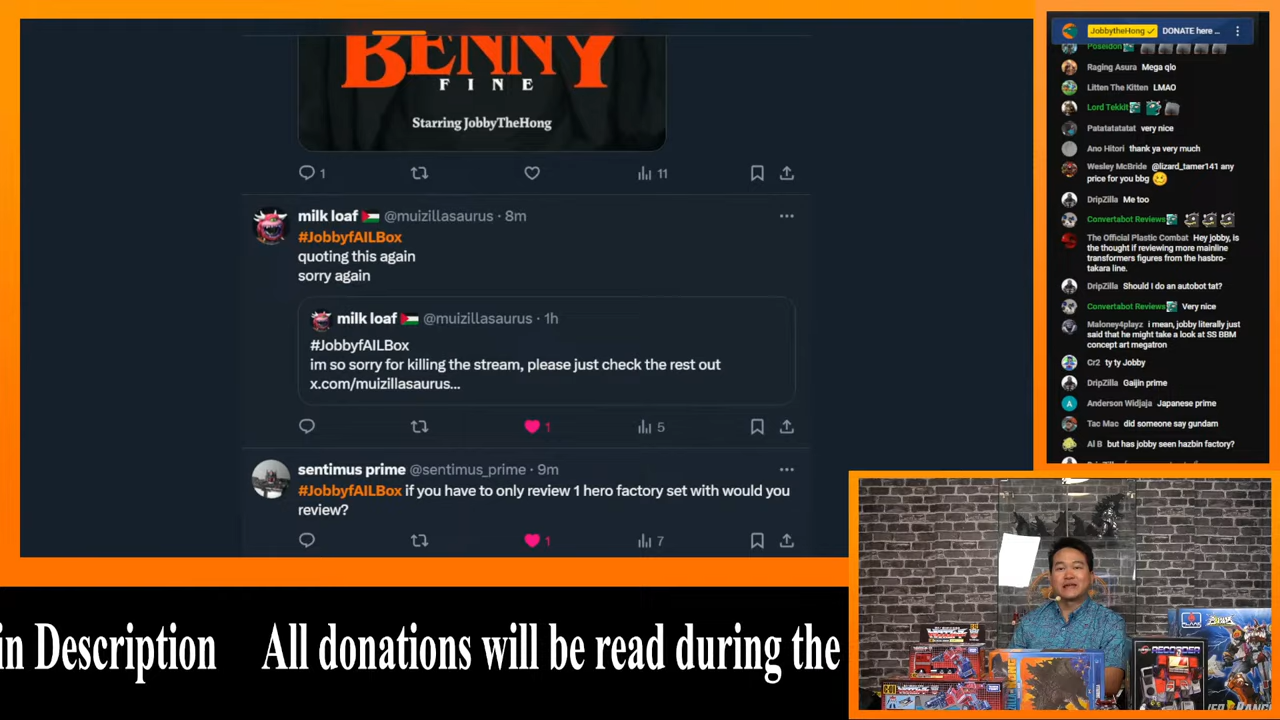 BENNY
FINE
Starring JobbyTheHong
1
11
milk loaf 🇵🇸 @muizillasaurus · 8m
#JobbyfAILBox
quoting this again
sorry again
milk loaf 🇵🇸 @muizillasaurus · 1h
#JobbyfAILBox
im so sorry for killing the stream, please just check the rest out
x.com/muizillasaurus...
1
5
sentimus prime @sentimus_prime · 9m
#JobbyfAILBox if you have to only review 1 hero factory set with would you
review?
1
7
JobbytheHong DONATE here ...
Poseidon
Raging Asura Mega qlo
Litten The Kitten LMAO
Lord Tekkit
Patatatatatat very nice
Ano Hitori thank ya very much
Wesley McBride @lizard_tamer141 any
price for you bbg
DripZilla Me too
Convertabot Reviews
The Official Plastic Combat Hey jobby, is
the thought if reviewing more mainline
transformers figures from the hasbro-
takara line.
DripZilla Should I do an autobot tat?
Convertabot Reviews Very nice
Maloney4playz i mean, jobby literally just
said that he might take a look at SS BBM
concept art megatron
Cr2 ty ty Jobby
DripZilla Gaijin prime
Anderson Widjaja Japanese prime
Tac Mac did someone say gundam
Al B but has jobby seen hazbin factory?
in Description All donations will be read during the
RECORDER